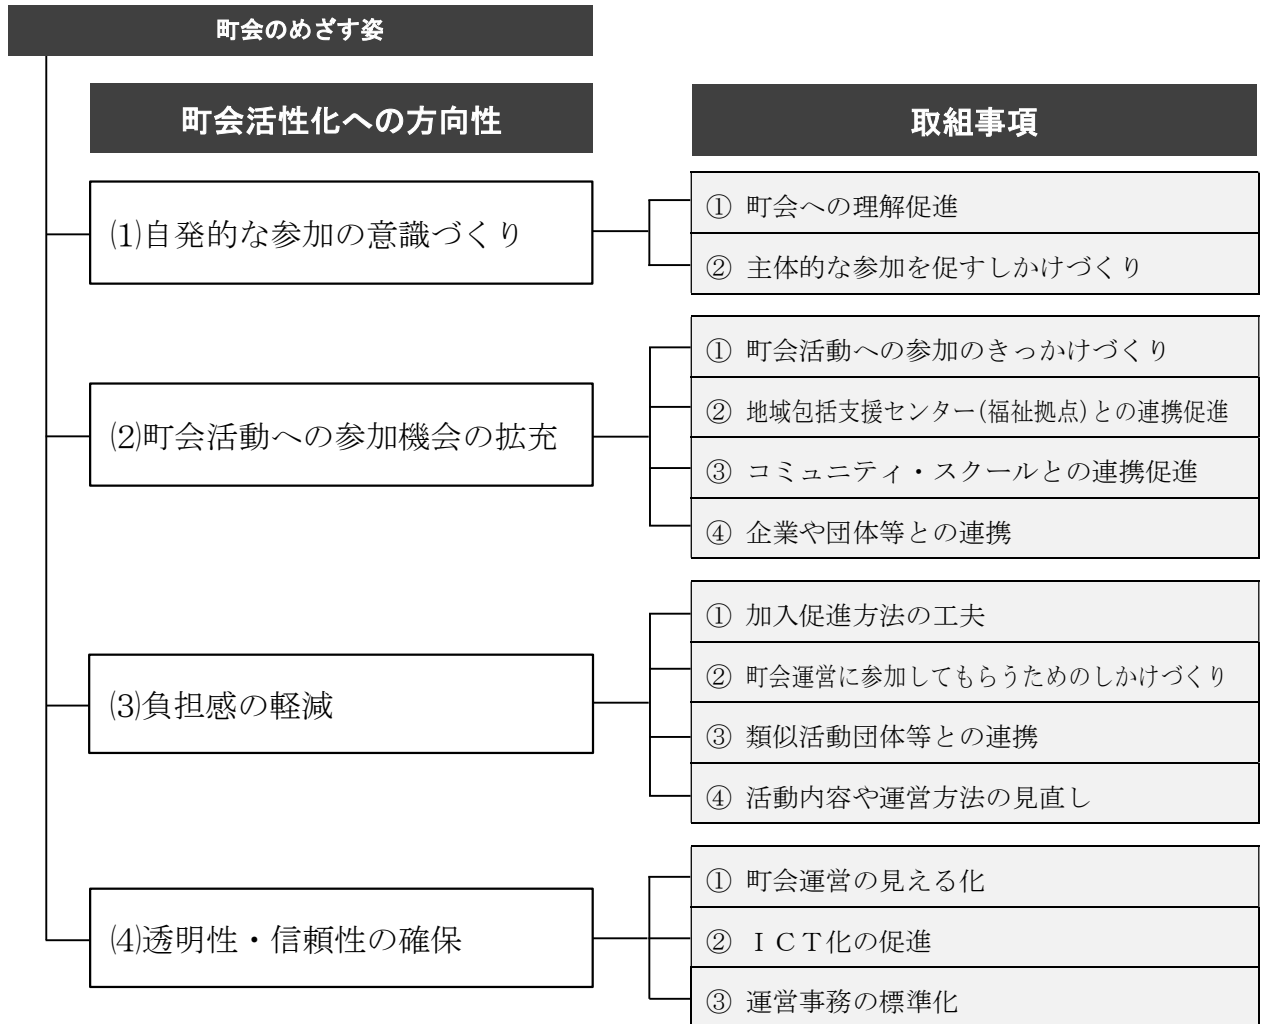 町会のめざす姿
町会活性化への方向性
取組事項
⑴自発的な参加の意識づくり
① 町会への理解促進
② 主体的な参加を促すしかけづくり
⑵町会活動への参加機会の拡充
① 町会活動への参加のきっかけづくり
② 地域包括支援センター(福祉拠点)との連携促進
③ コミュニティ・スクールとの連携促進
④ 企業や団体等との連携
⑶負担感の軽減
① 加入促進方法の工夫
② 町会運営に参加してもらうためのしかけづくり
③ 類似活動団体等との連携
④ 活動内容や運営方法の見直し
⑷透明性・信頼性の確保
① 町会運営の見える化
② ＩＣＴ化の促進
③ 運営事務の標準化